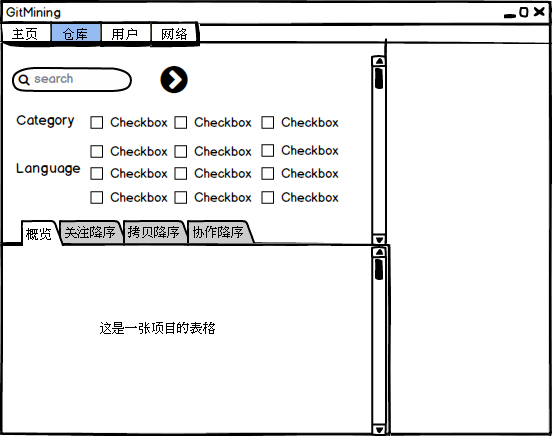 GitMining
主页 仓库 用户 网络
search
Category Checkbox Checkbox Checkbox
Checkbox Checkbox Checkbox
Language Checkbox Checkbox Checkbox
Checkbox Checkbox Checkbox
概览 关注降序 拷贝降序 协作降序
这是一张项目的表格